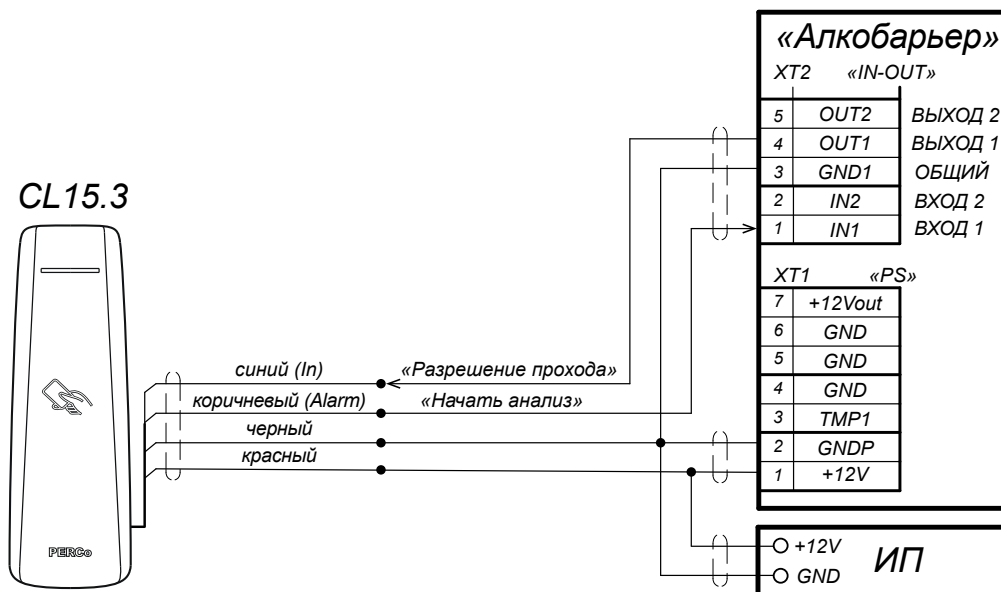 «Алкобарьер»
XT2 «IN-OUT»
5 OUT2 ВЫХОД 2
4 OUT1 ВЫХОД 1
3 GND1 ОБЩИЙ
2 IN2 ВХОД 2
1 IN1 ВХОД 1
XT1 «PS»
7 +12Vout
6 GND
5 GND
4 GND
3 TMP1
2 GNDP
1 +12V
CL15.3
синий (In) «Разрешение прохода»
коричневый (Alarm) «Начать анализ»
черный
красный
PERCo
+12V
GND
ИП